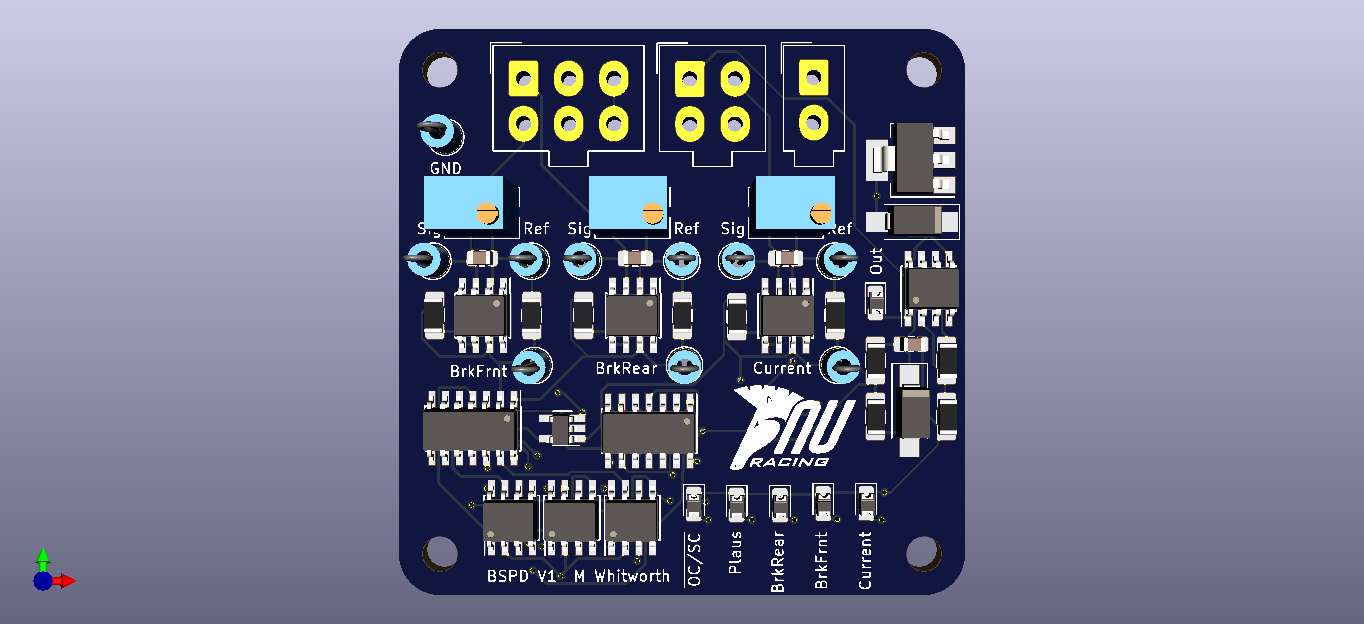 GND
Sig
Ref
Sig
Ref
Sig
Ref
Out
BrkFrnt
BrkRear
Current
RACING
BSPD V1 M Whitworth
OC/SC
Plaus
BrkRear
BrkFrnt
Current